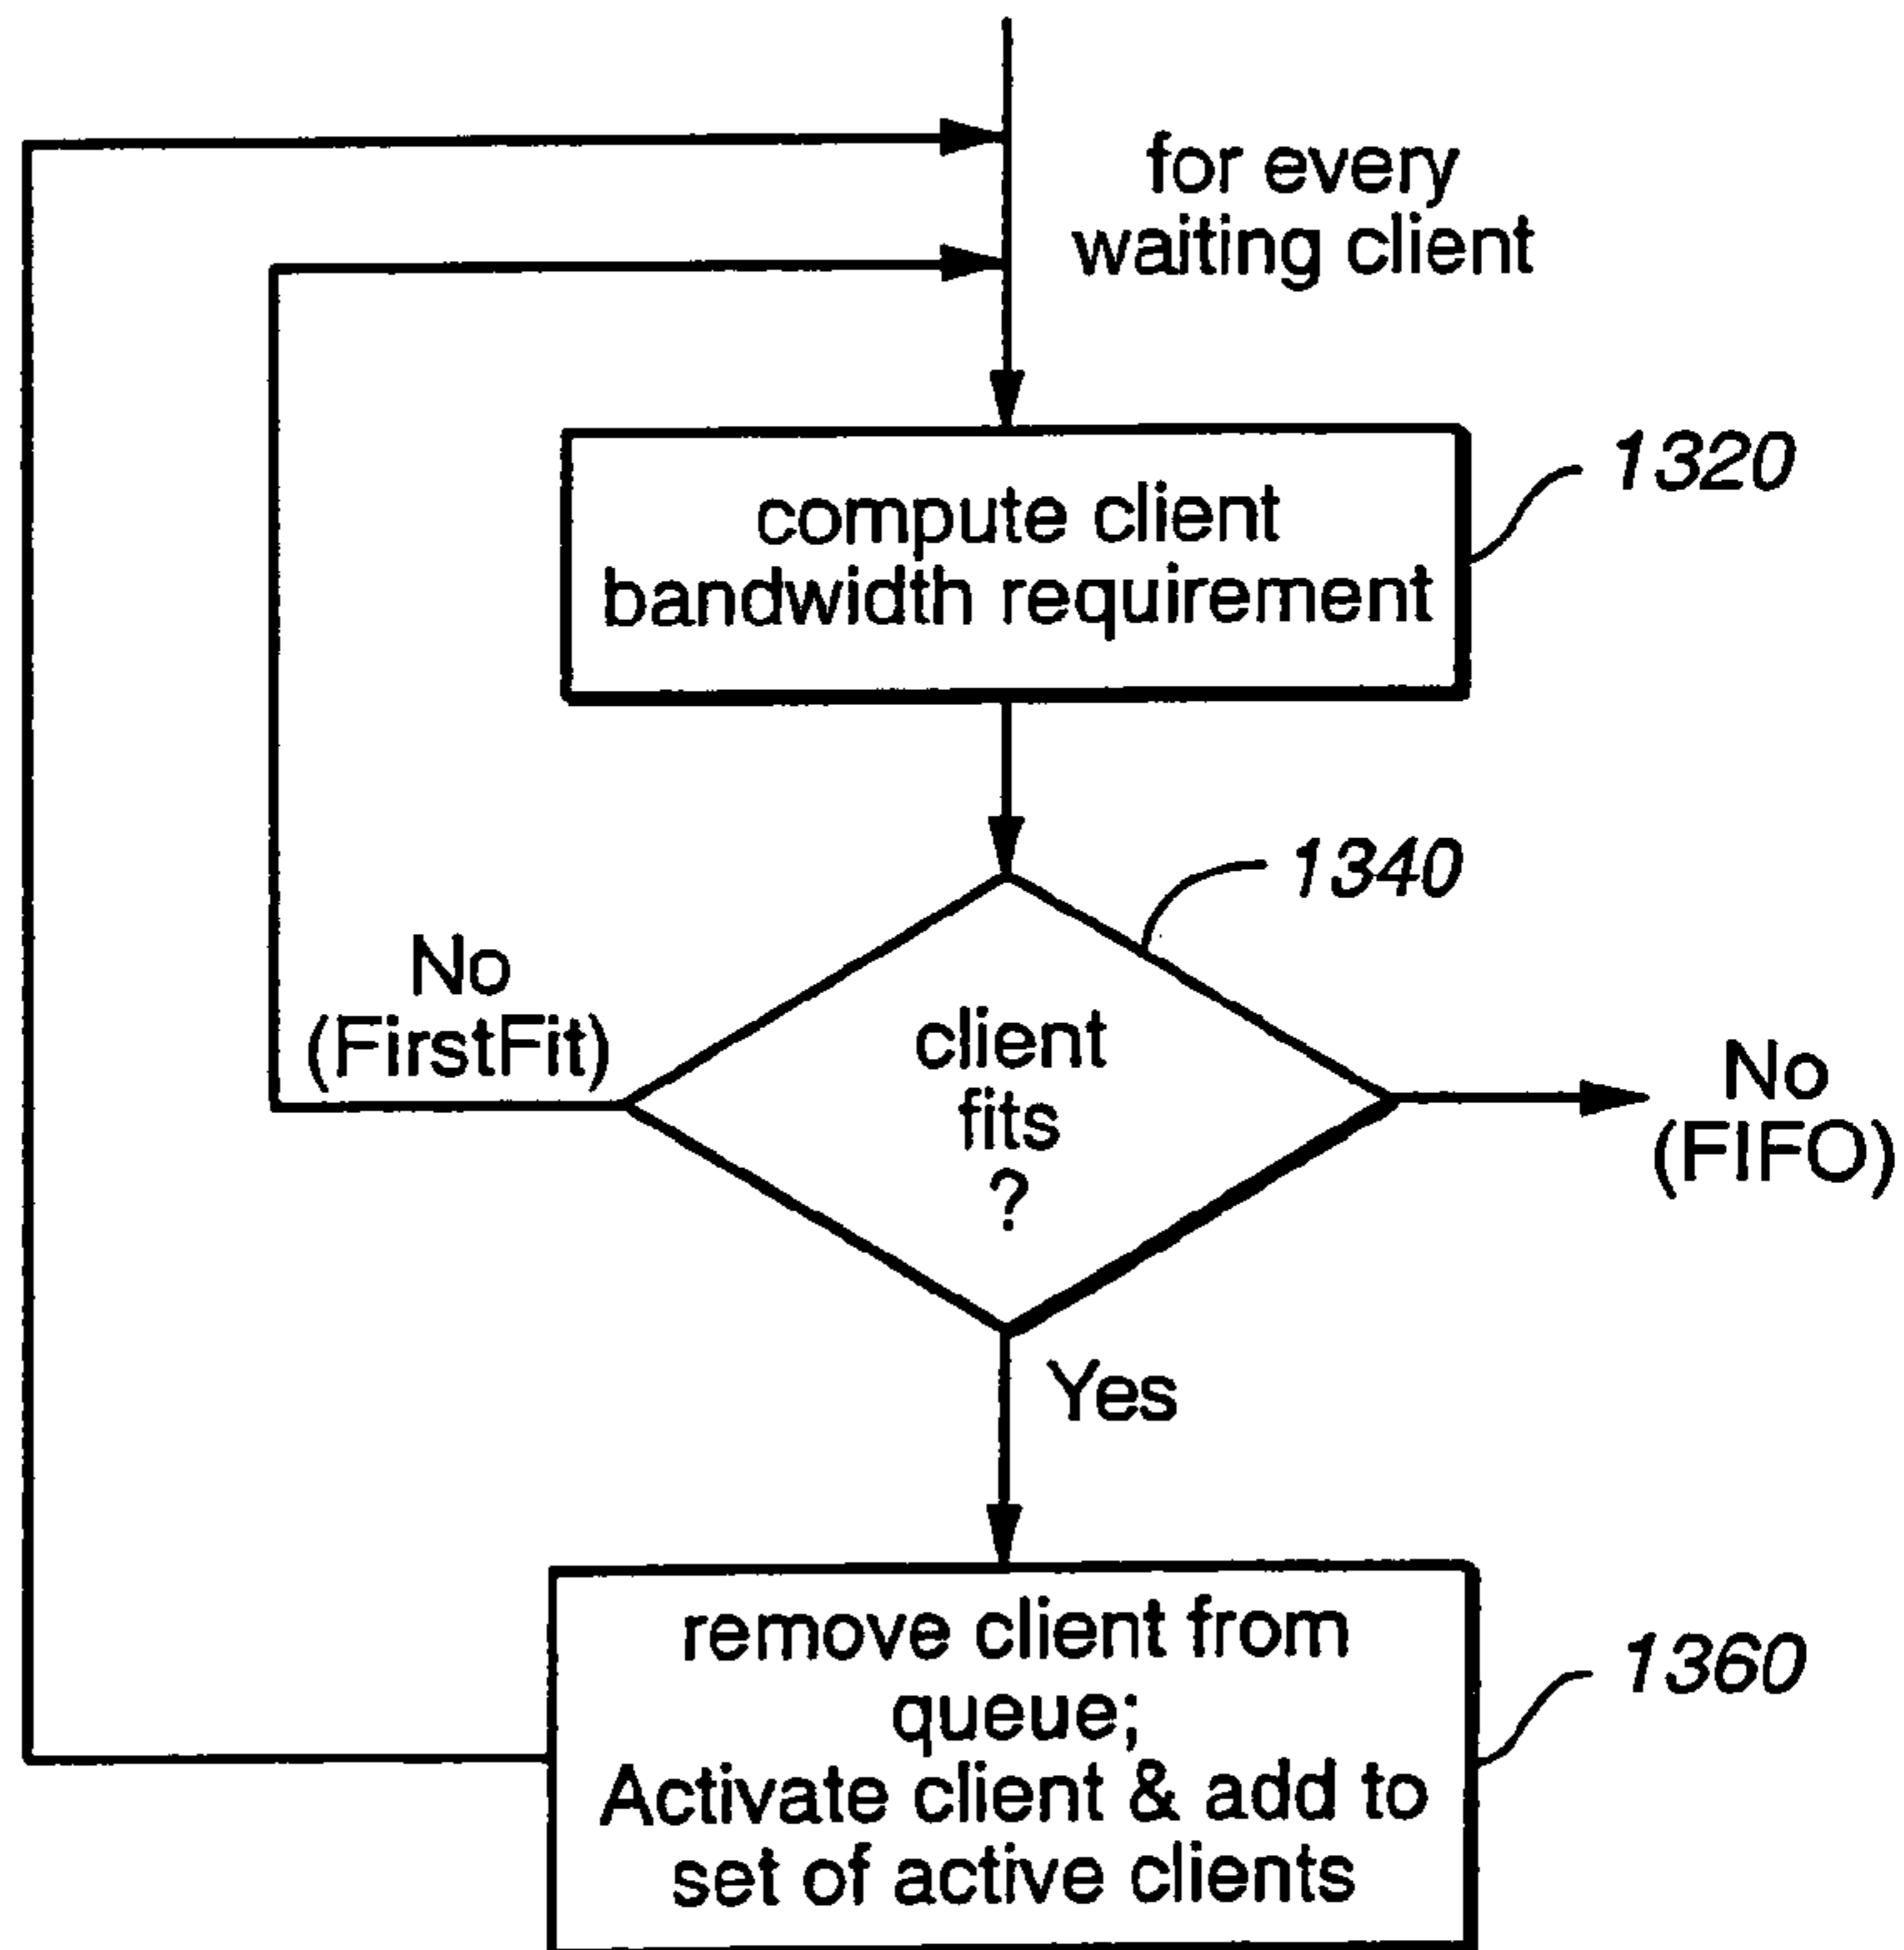 for every
waiting client
1320
compute client
bandwidth requirement
1340
No
(FirstFit)
client
fits
?
No
(FIFO)
Yes
remove client from
queue;
Activate client & add to
set of active clients
1360